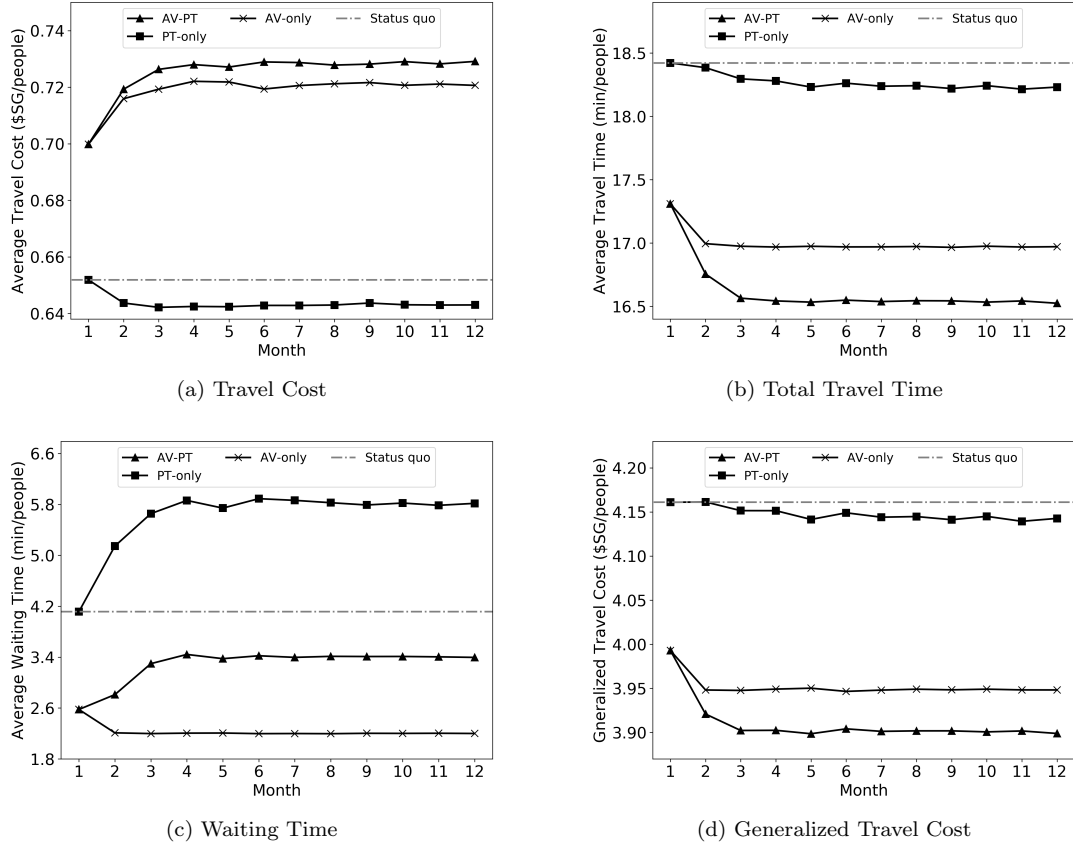 AV-PT AV-only Status quo
PT-only
0.74
0.72
0.70
0.68
0.66
0.64
Average Travel Cost ($SG/people)
1 2 3 4 5 6 7 8 9 10 11 12
Month
(a) Travel Cost
AV-PT AV-only Status quo
PT-only
18.5
18.0
17.5
17.0
16.5
Average Travel Time (min/people)
1 2 3 4 5 6 7 8 9 10 11 12
Month
(b) Total Travel Time
AV-PT AV-only Status quo
PT-only
6.6
5.8
5.0
4.2
3.4
2.6
1.8
Average Waiting Time (min/people)
1 2 3 4 5 6 7 8 9 10 11 12
Month
(c) Waiting Time
AV-PT AV-only Status quo
PT-only
4.20
4.15
4.10
4.05
4.00
3.95
3.90
Gneralized Travel Cost ($SG/people)
1 2 3 4 5 6 7 8 9 10 11 12
Month
(d) Generalized Travel Cost